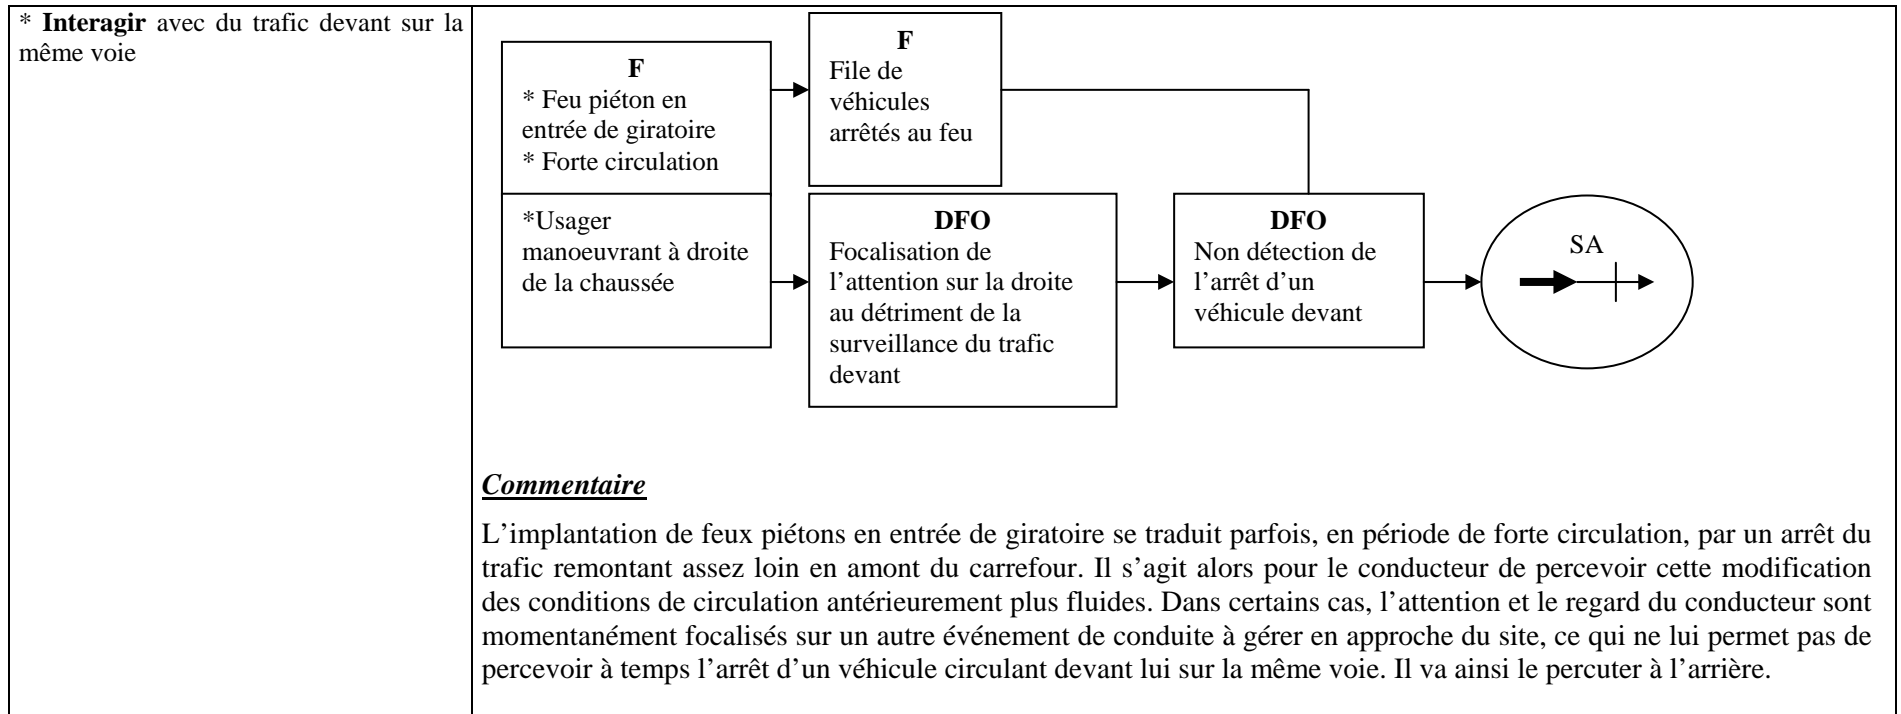 * Interagir avec du trafic devant sur la
même voie
F
* Feu piéton en
entrée de giratoire
* Forte circulation
*Usager
manoeuvrant à droite
de la chaussée
F
File de
véhicules
arrêtés au feu
DFO
Focalisation de
l’attention sur la droite
au détriment de la
surveillance du trafic
devant
DFO
Non détection de
l’arrêt d’un
véhicule devant
SA
Commentaire
L’implantation de feux piétons en entrée de giratoire se traduit parfois, en période de forte circulation, par un arrêt du
trafic remontant assez loin en amont du carrefour. Il s’agit alors pour le conducteur de percevoir cette modification
des conditions de circulation antérieurement plus fluides. Dans certains cas, l’attention et le regard du conducteur sont
momentanément focalisés sur un autre événement de conduite à gérer en approche du site, ce qui ne lui permet pas de
percevoir à temps l’arrêt d’un véhicule circulant devant lui sur la même voie. Il va ainsi le percuter à l’arrière.